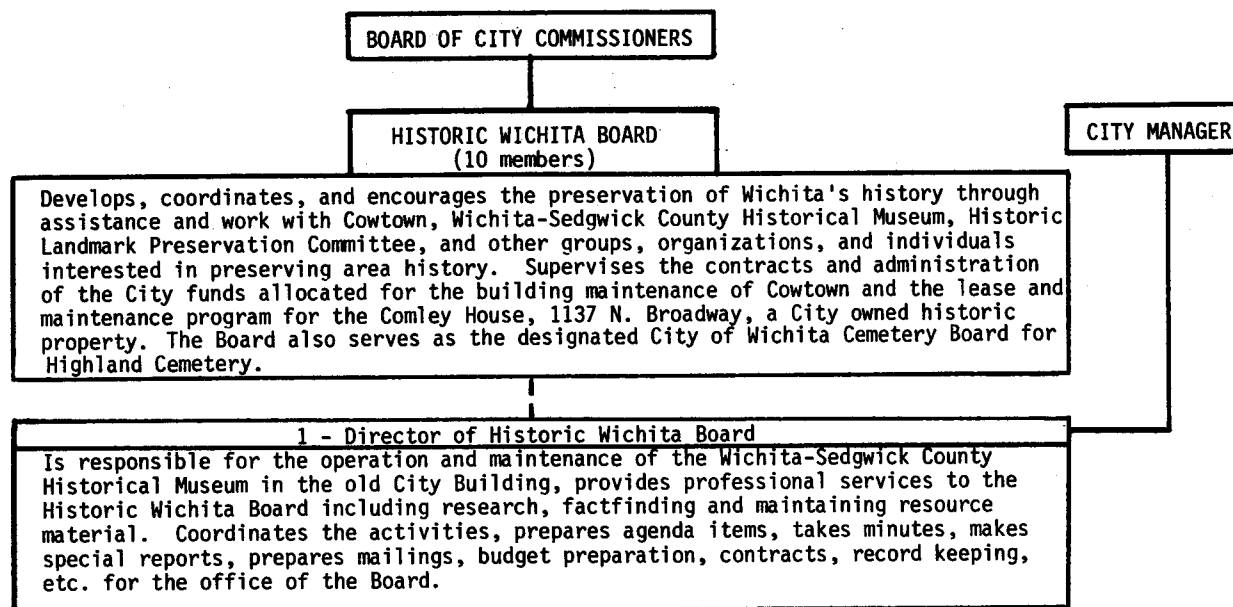 BOARD OF CITY COMMISSIONERS
HISTORIC WICHITA BOARD
(10 members)
CITY MANAGER
Develops, coordinates, and encourages the preservation of Wichita's history through
assistance and work with Cowtown, Wichita-Sedgwick County Historical Museum, Historic
Landmark Preservation Committee, and other groups, organizations, and individuals
interested in preserving area history. Supervises the contracts and administration
of the City funds allocated for the building maintenance of Cowtown and the lease and
maintenance program for the Comley House, 1137 N. Broadway, a City owned historic
property. The Board also serves as the designated City of Wichita Cemetery Board for
Highland Cemetery.
1 - Director of Historic Wichita Board
Is responsible for the operation and maintenance of the Wichita-Sedgwick County
Historical Museum in the old City Building, provides professional services to the
Historic Wichita Board including research, factfinding and maintaining resource
material. Coordinates the activities, prepares agenda items, takes minutes, makes
special reports, prepares mailings, budget preparation, contracts, record keeping,
etc. for the office of the Board.